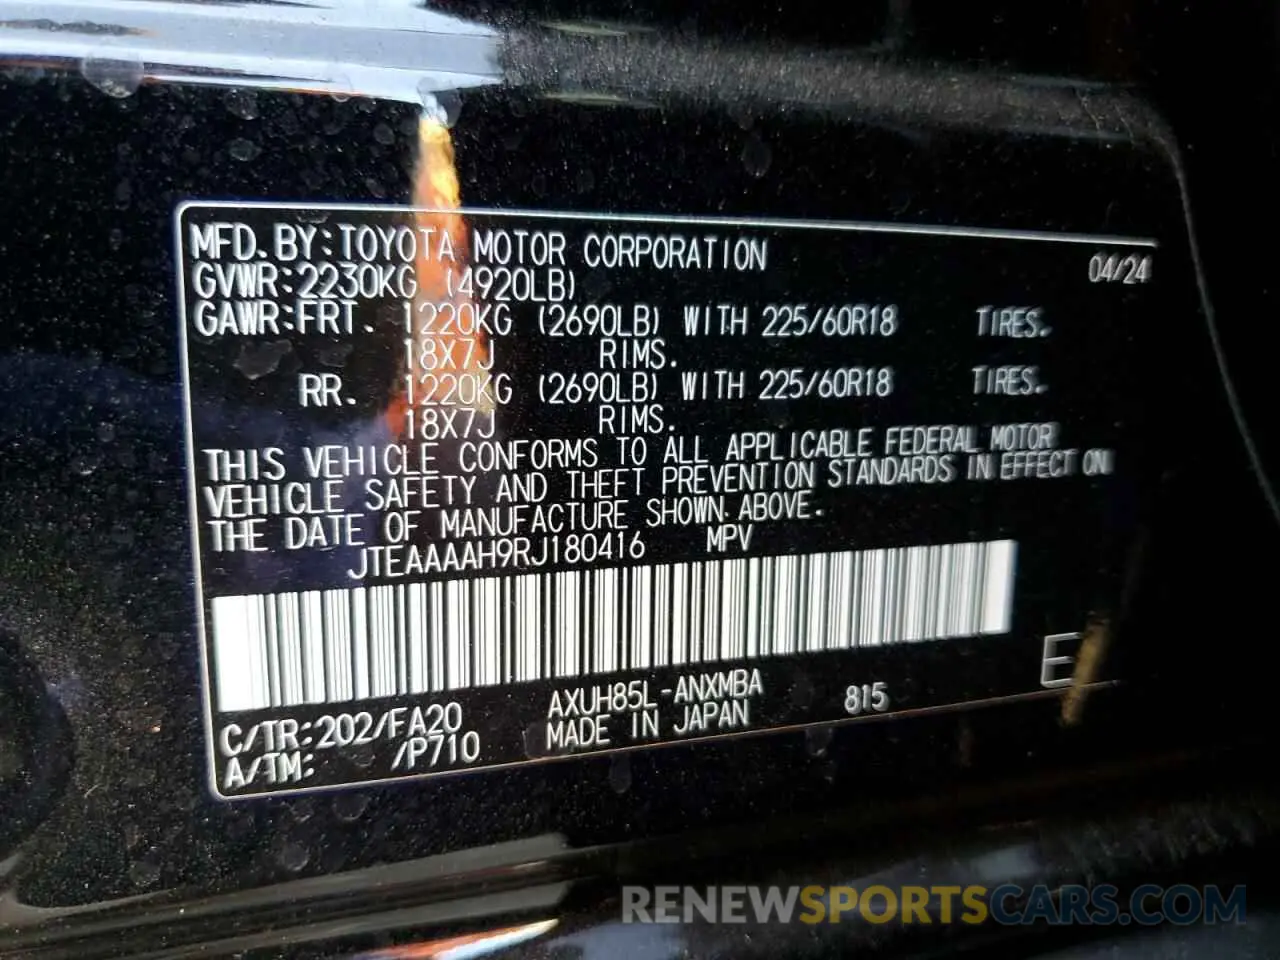 MFD.BY:TOYOTA MOTOR CORPORATION 04/24
GVWR:2230KG (4920LB)
GAWR:FRT. 1220KG (2690LB) WITH 225/60R18 TIRES.
18X7J RIMS.
RR. 1220KG (2690LB) WITH 225/60R18 TIRES.
18X7J RIMS.
THIS VEHICLE CONFORMS TO ALL APPLICABLE FEDERAL MOTOR
VEHICLE SAFETY AND THEFT PREVENTION STANDARDS IN EFFECT ON
THE DATE OF MANUFACTURE SHOWN ABOVE.
JTEAAAAH9RJ180416 MPV
E
C/TR:202/FA20 AXUH85L-ANXMBA 815
A/TM: /P710 MADE IN JAPAN
RENEWSPORTSCARS.COM